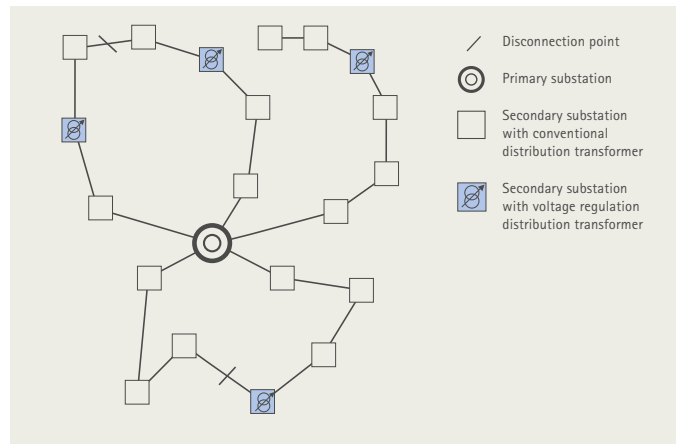 Disconnection point
Primary substation
Secondary substation
with conventional
distribution transformer
Secondary substation
with voltage regulation
distribution transformer